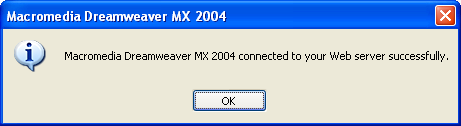 Macromedia Dreamweaver MX 2004
Macromedia Dreamweaver MX 2004 connected to your Web server successfully.
OK